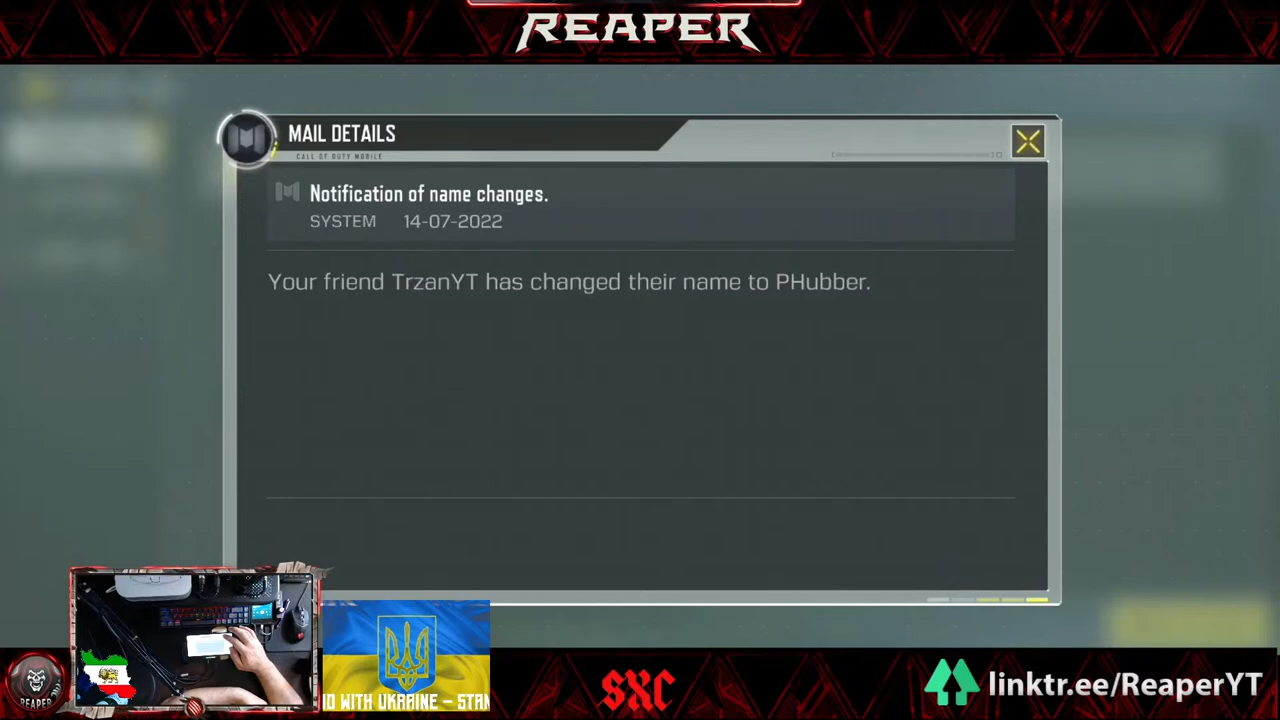 REAPER
MAIL DETAILS
CALL OF DUTY MOBILE
Notification of name changes.
SYSTEM 14-07-2022
Your friend TrzanYT has changed their name to PHubber.
WITH UKRAINE – STAN
REAPER
SXC
linktr.ee/ReaperYT